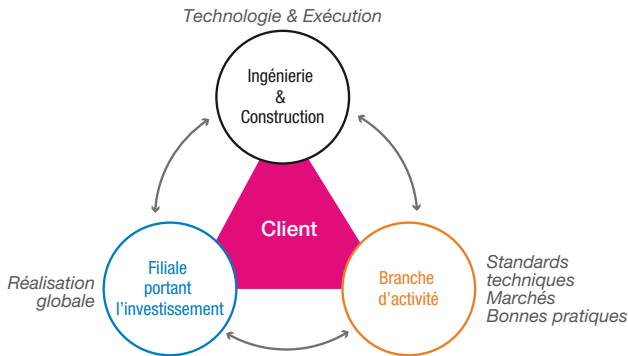 Technologie & Exécution
Ingénierie
&
Construction
Client
Réalisation
globale
Filiale
portant
l'investissement
Branche
d'activité
Standards
techniques
Marchés
Bonnes pratiques